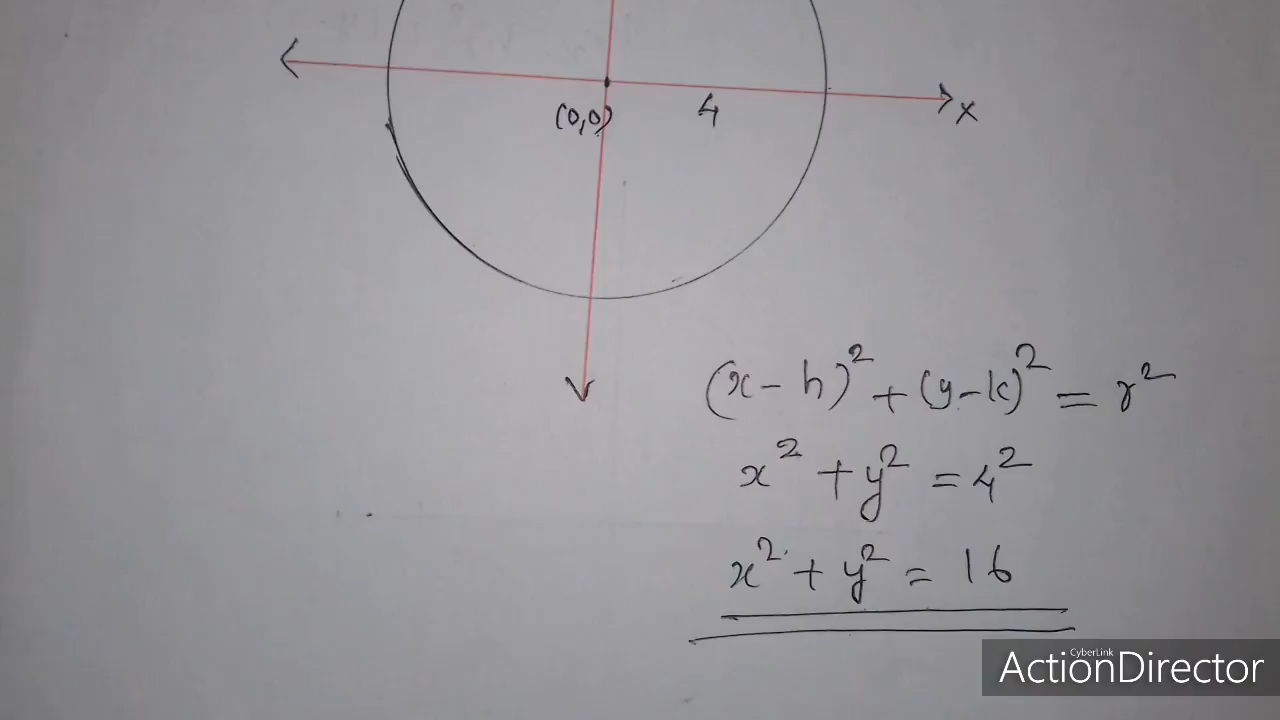 (0,0) 4 x
(x-h)² + (y-k)² = r²
x² + y² = 4²
x² + y² = 16
CyberLink
ActionDirector